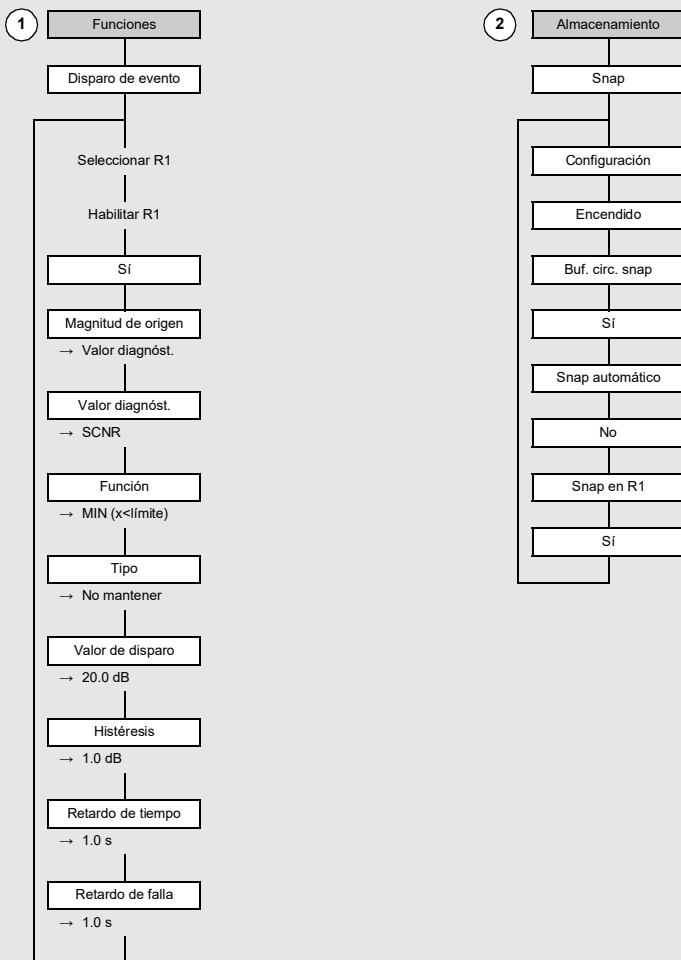 1
Funciones
Disparo de evento
Seleccionar R1
Habilitar R1
Sí
Magnitud de origen
→ Valor diagnóst.
Valor diagnóst.
→ SCNR
Función
→ MIN (x<límite)
Tipo
→ No mantener
Valor de disparo
→ 20.0 dB
Histéresis
→ 1.0 dB
Retardo de tiempo
→ 1.0 s
Retardo de falla
→ 1.0 s
2
Almacenamiento
Snap
Configuración
Encendido
Buf. circ. snap
Sí
Snap automático
No
Snap en R1
Sí